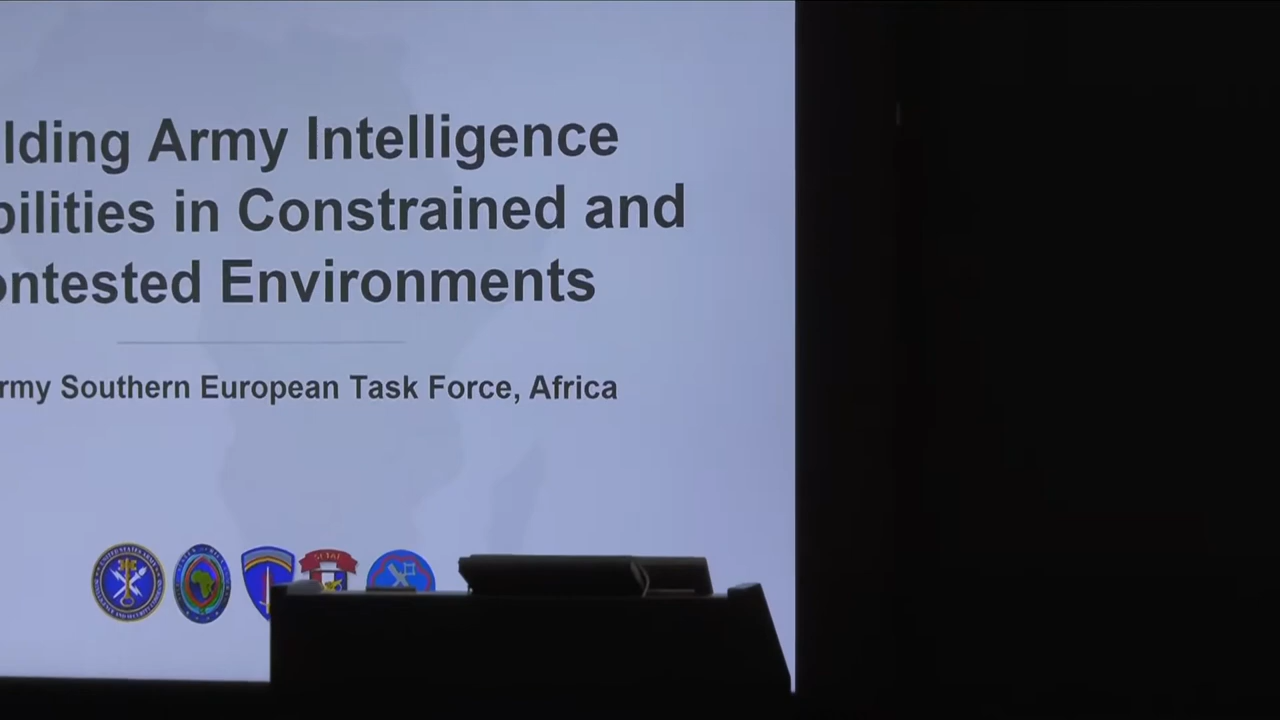 lding Army Intelligence
bilities in Constrained and
ontested Environments
rmy Southern European Task Force, Africa